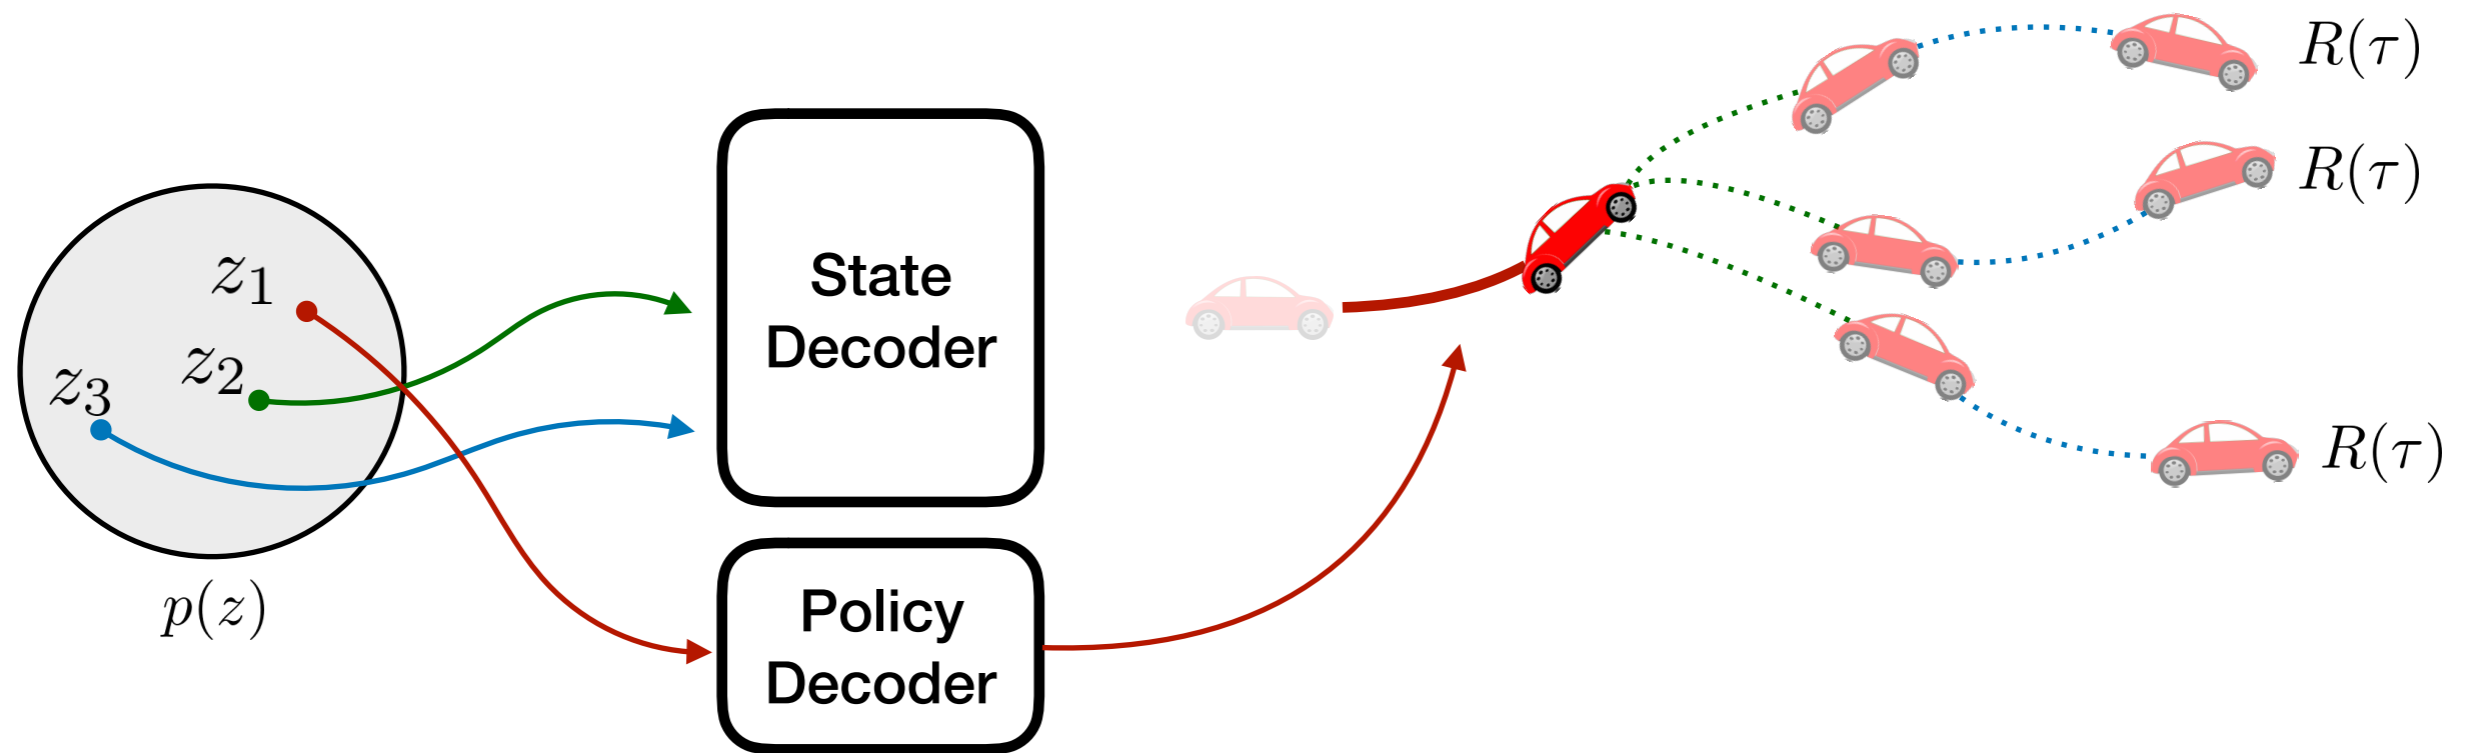 z₁
z₂
z₃
p(z)
State
Decoder
Policy
Decoder
R(τ)
R(τ)
R(τ)